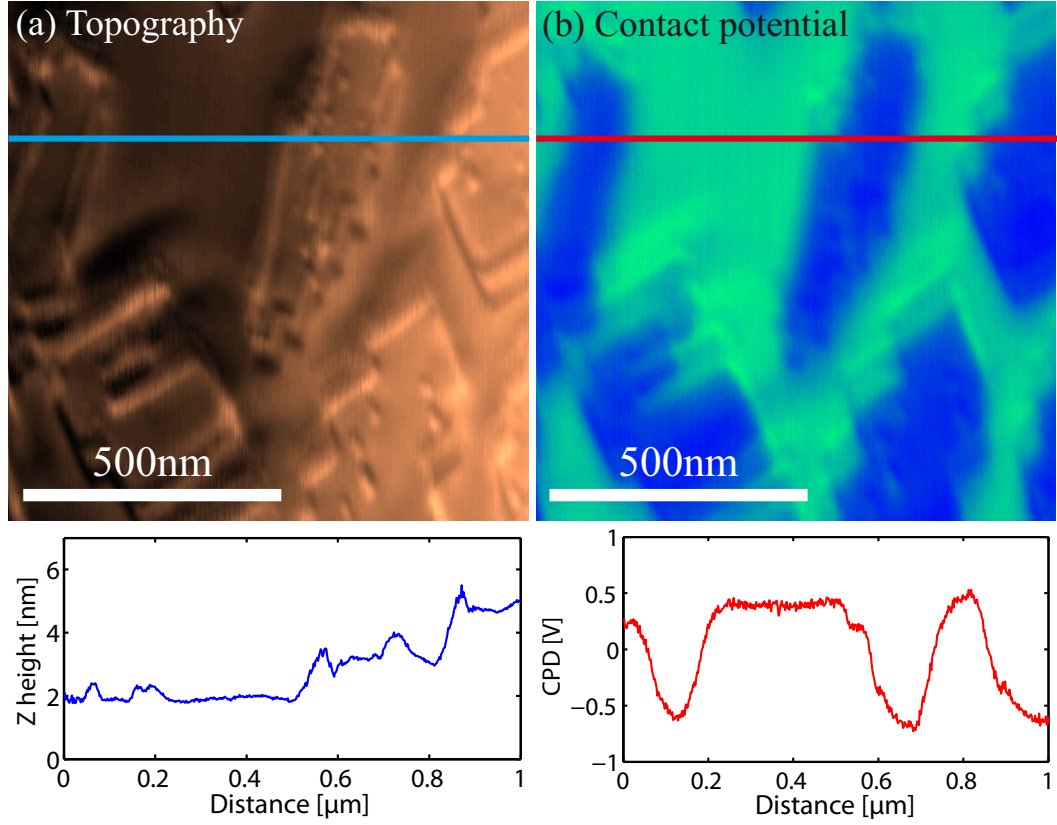 (a) Topography
(b) Contact potential
500nm
500nm
6
4
2
0
Z height [nm]
0
0.2
0.4
0.6
0.8
1
Distance [µm]
1
0.5
0
−0.5
−1
CPD [V]
0
0.2
0.4
0.6
0.8
1
Distance [µm]